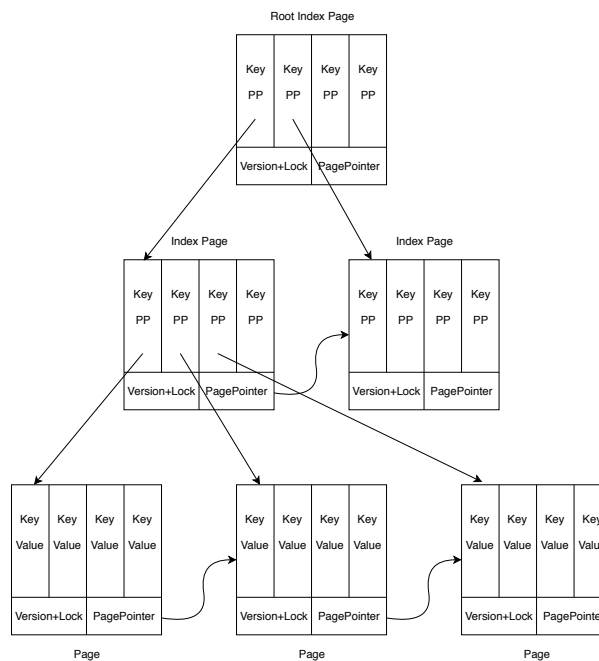 Root Index Page
Key Key Key Key
PP PP PP PP
Version+Lock PagePointer
Index Page Index Page
Key Key Key Key Key Key Key Key
PP PP PP PP PP PP PP PP
Version+Lock PagePointer Version+Lock PagePointer
Key Key Key Key Key Key Key Key Key Key Key Key
Value Value Value Value Value Value Value Value Value Value Value Value
Version+Lock PagePointer Version+Lock PagePointer Version+Lock PagePointer
Page Page Page